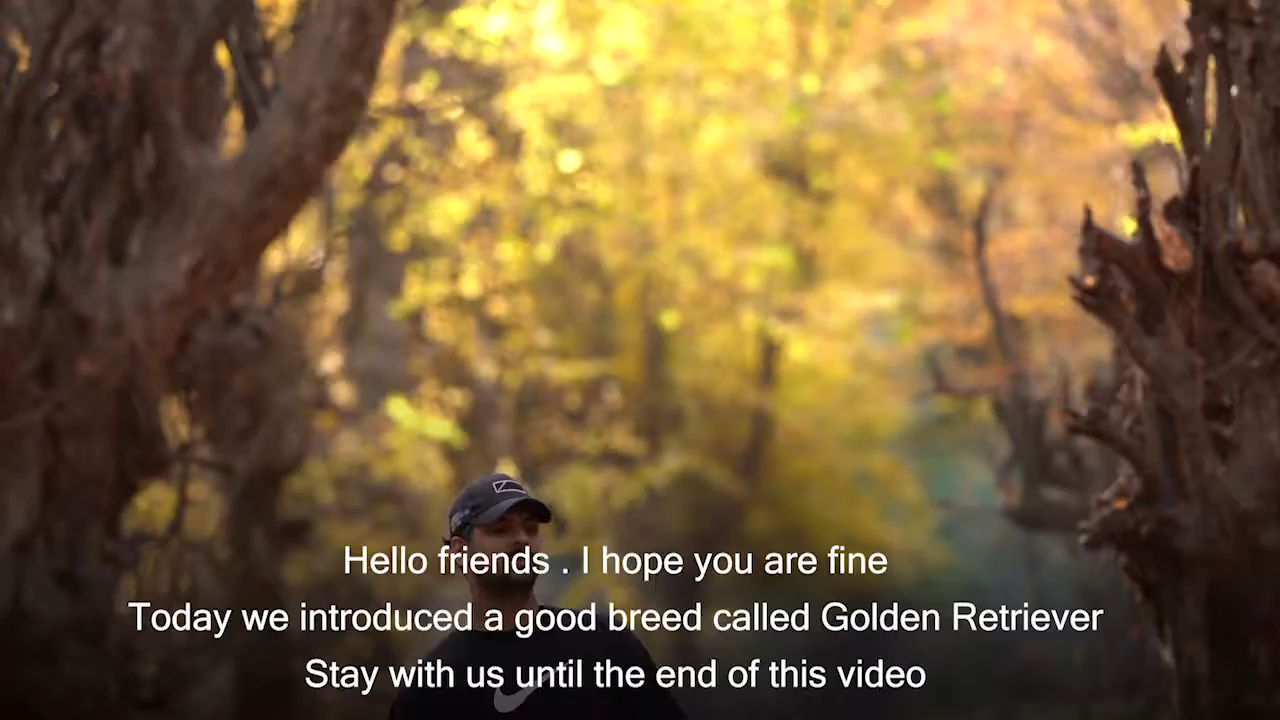 Hello friends . I hope you are fine
Today we introduced a good breed called Golden Retriever
Stay with us until the end of this video